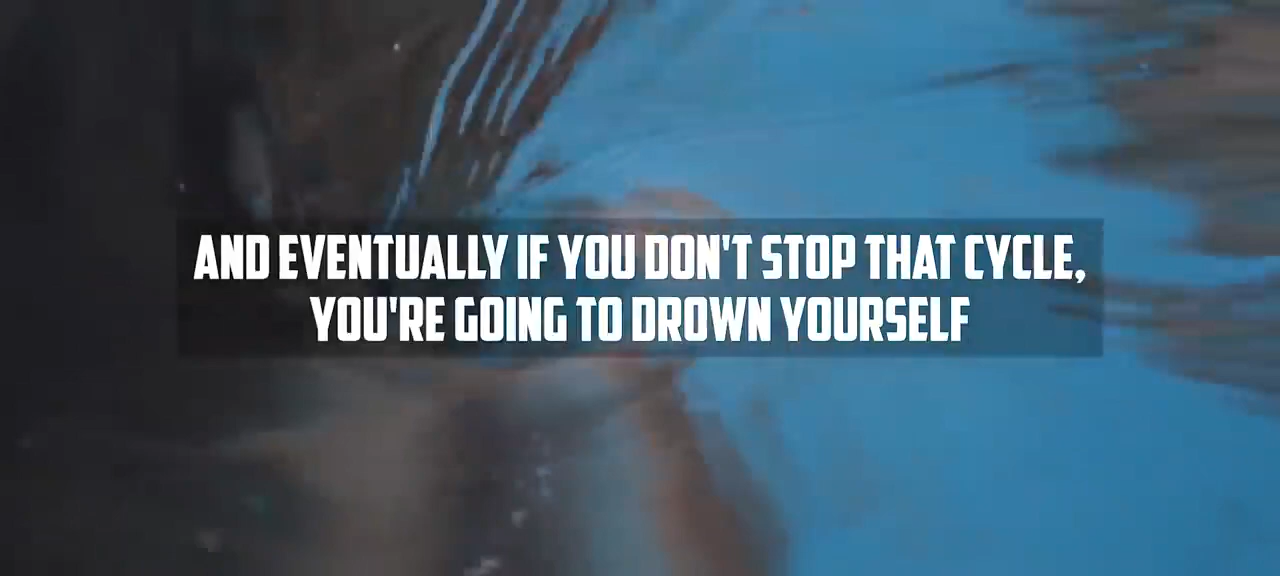 AND EVENTUALLY IF YOU DON'T STOP THAT CYCLE,
YOU'RE GOING TO DROWN YOURSELF